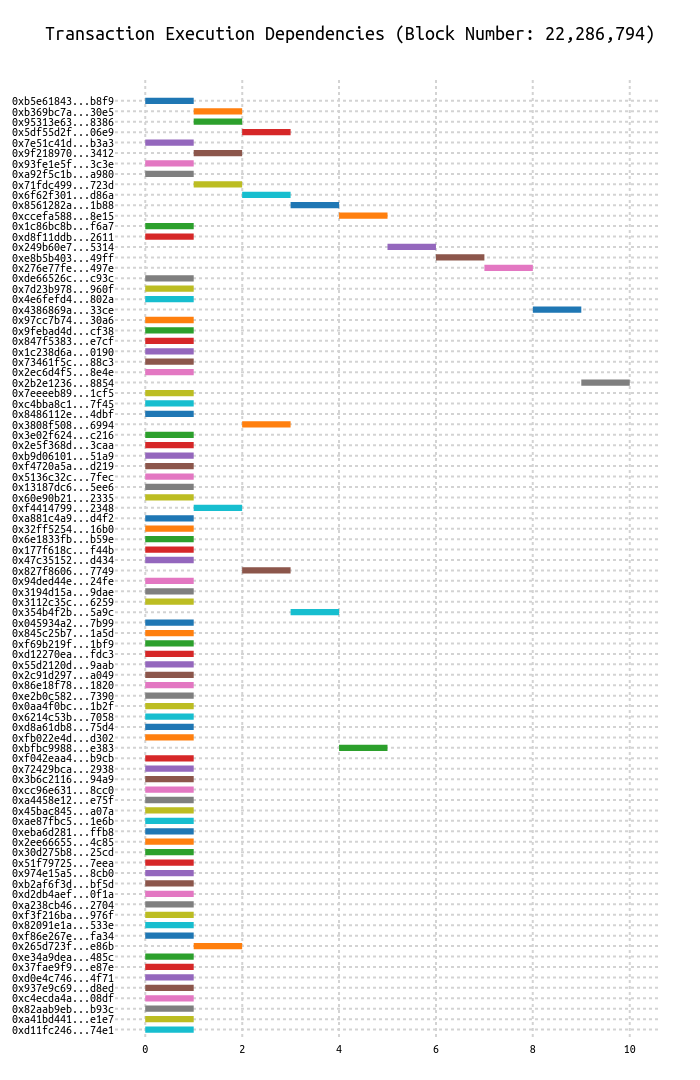 Transaction Execution Dependencies (Block Number: 22,286,794)
0xb5e61843...b8f9
0xb369bc7a...30e5
0x95313e63...8386
0x5df55d2f...06e9
0x7e51c41d...b3a3
0x9f218970...3412
0x93fe1e5f...3c3e
0xa92f5c1b...a980
0x71fdc499...723d
0x6f62f301...d86a
0x8561282a...1b88
0xccefa588...8e15
0x1c86bc8b...f6a7
0xd8f11ddb...2611
0x249b60e7...5314
0xe8b5b403...49ff
0x276e77fe...497e
0xde66526c...c93c
0x7d23b978...960f
0x4e6fefd4...802a
0x4386869a...33ce
0x97cc7b74...30a6
0x9febad4d...cf38
0x847f5383...e7cf
0x1c238d6a...0190
0x73461f5c...88c3
0x2ec6d4f5...8e4e
0x2b2e1236...8854
0x7eeeeb89...1cf5
0xc4bba8c1...7f45
0x8486112e...4dbf
0x3808f508...6994
0x3e02f624...c216
0x2e5f368d...3caa
0xb9d06101...51a9
0xf4720a5a...d219
0x5136c32c...7fec
0x13187dc6...5ee6
0x60e90b21...2335
0xf4414799...2348
0xa881c4a9...d4f2
0x32ff5254...16b0
0x6e1833fb...b59e
0x177f618c...f44b
0x47c35152...d434
0x827f8606...7749
0x94ded44e...24fe
0x3194d15a...9dae
0x3112c35c...6259
0x354b4f2b...5a9c
0x045934a2...7b99
0x845c25b7...1a5d
0xf69b219f...1bf9
0xd12270ea...fdc3
0x55d2120d...9aab
0x2c91d297...a049
0x86e18f78...1820
0xe2b0c582...7390
0x0aa4f0bc...1b2f
0x6214c53b...7058
0xd8a61db8...75d4
0xfb022e4d...d302
0xbfbc9988...e383
0xf042eaa4...b9cb
0x72429bca...2938
0x3b6c2116...94a9
0xcc96e631...8cc0
0xa4458e12...e75f
0x45bac845...a07a
0xae87fbc5...1e6b
0xeba6d281...ffb8
0x2ee66655...4c85
0x30d275b8...25cd
0x51f79725...7eea
0x974e15a5...8cb0
0xb2af6f3d...bf5d
0xd2db4aef...0f1a
0xa238cb46...2704
0xf3f216ba...976f
0x82091e1a...533e
0xf86e267e...fa34
0x265d723f...e86b
0xe34a9dea...485c
0x37fae9f9...e87e
0xd0e4c746...4f71
0x937e9c69...d8ed
0xc4ecda4a...08df
0x82aab9eb...b93c
0xa41bd441...e1e7
0xd11fc246...74e1
0 2 4 6 8 10